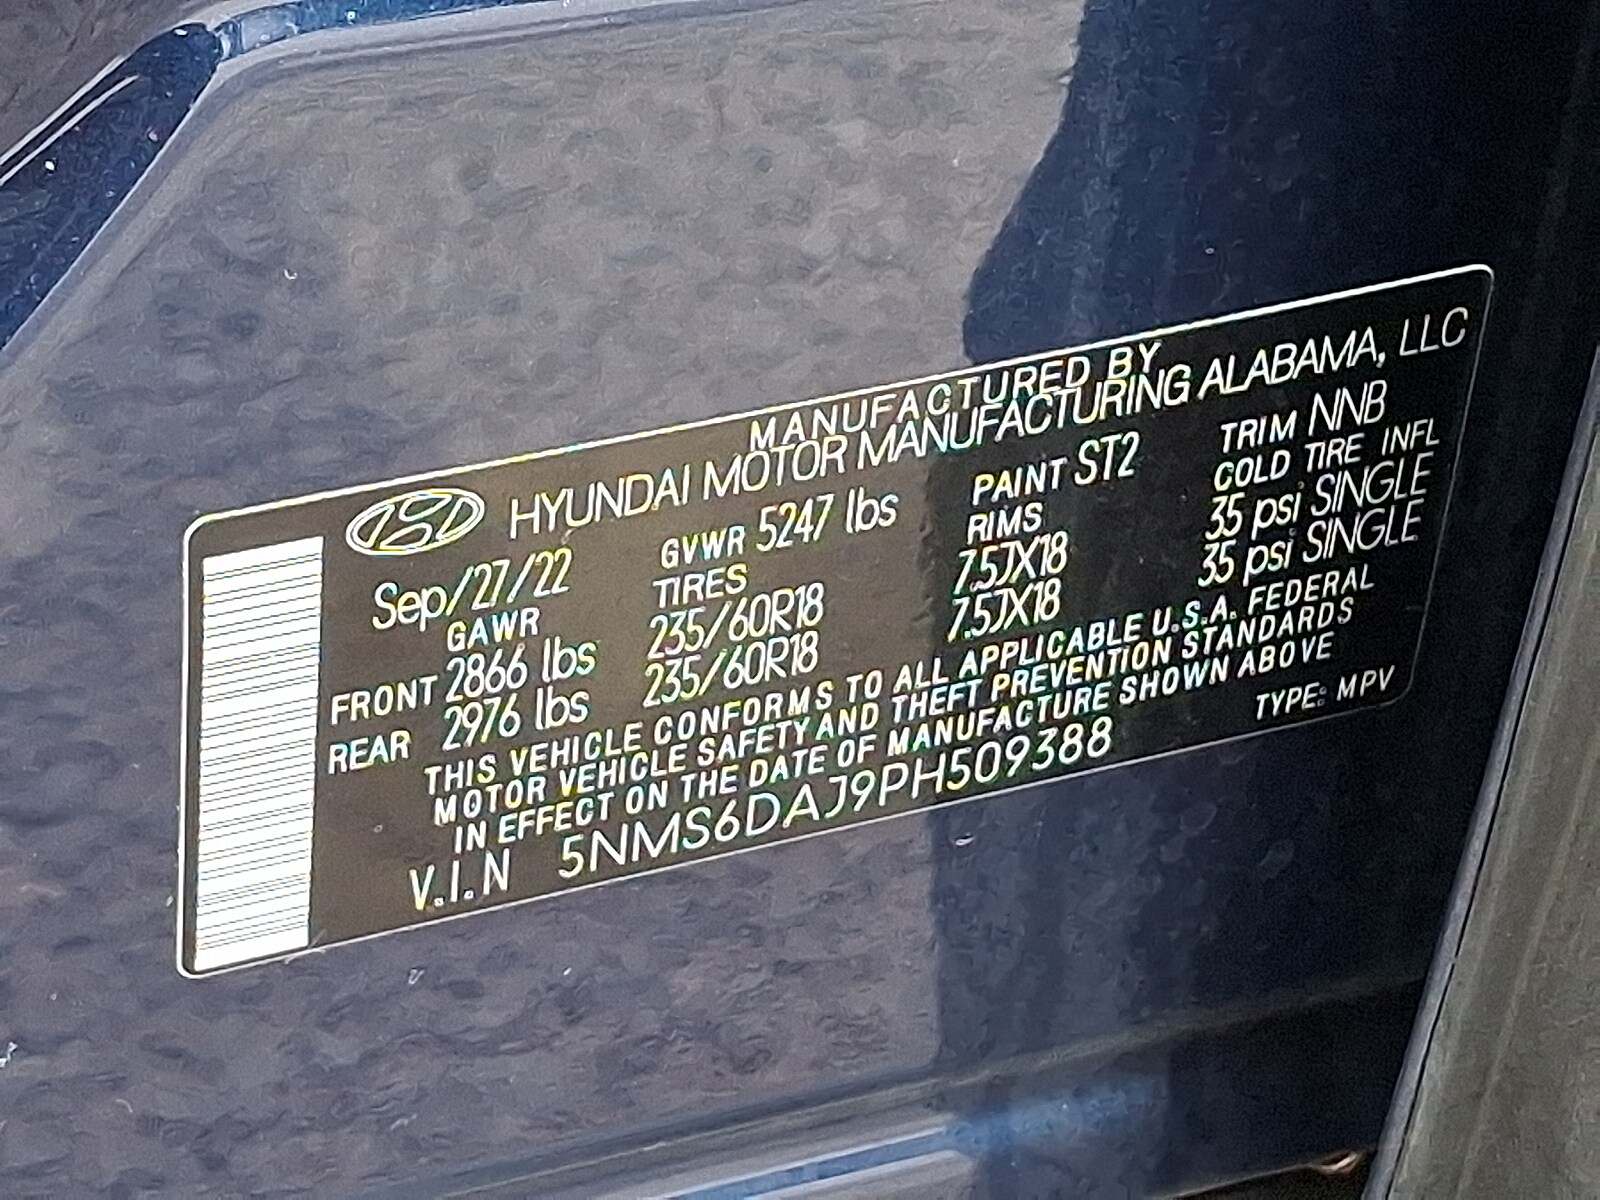 MANUFACTURED BY
HYUNDAI MOTOR MANUFACTURING ALABAMA, LLC
Sep/27/22 GVWR 5247 lbs PAINT ST2 TRIM NNB
GAWR TIRES RIMS COLD TIRE INFL
FRONT 2866 lbs 235/60R18 7.5JX18 35 psi SINGLE
REAR 2976 lbs 235/60R18 7.5JX18 35 psi SINGLE
THIS VEHICLE CONFORMS TO ALL APPLICABLE U.S.A. FEDERAL
MOTOR VEHICLE SAFETY AND THEFT PREVENTION STANDARDS
IN EFFECT ON THE DATE OF MANUFACTURE SHOWN ABOVE
V.I.N 5NMS6DAJ9PH509388 TYPE: MPV